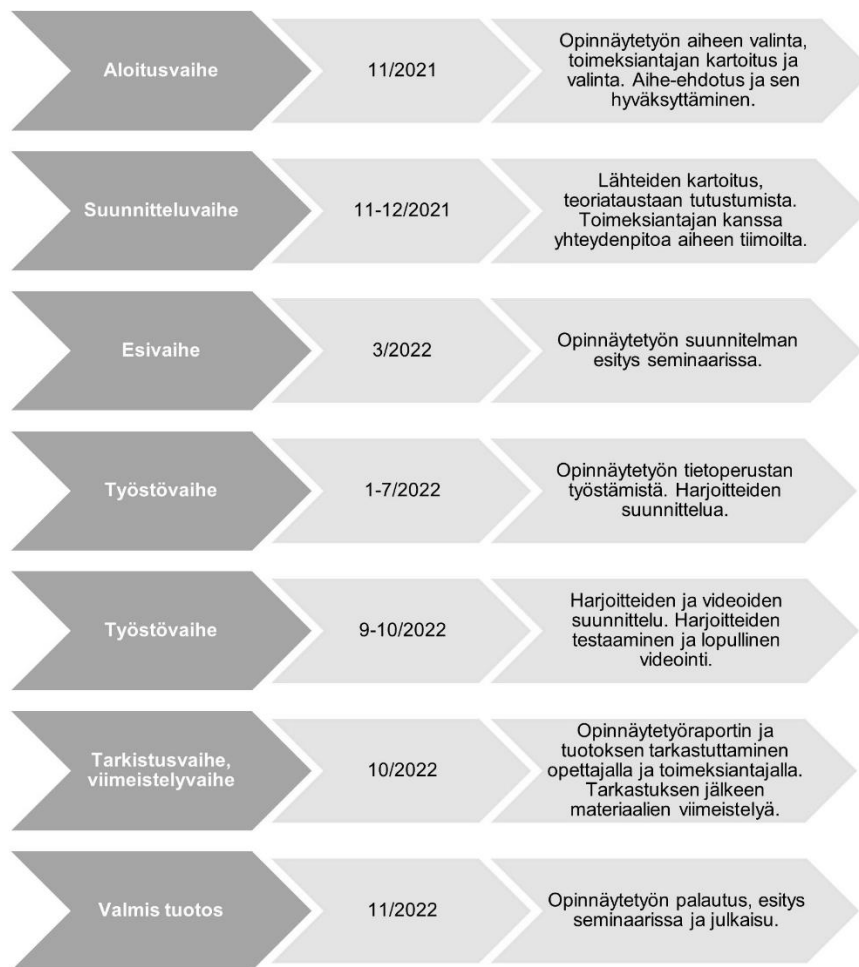 Aloitusvaihe
11/2021
Opinnäytetyön aiheen valinta,
toimeksiantajan kartoitus ja
valinta. Aihe-ehdotus ja sen
hyväksyttäminen.
Suunnitteluvaihe
11-12/2021
Lähteiden kartoitus,
teoriataustaan tutustumista.
Toimeksiantajan kanssa
yhteydenpitoa aiheen tiimoilta.
Esivaihe
3/2022
Opinnäytetyön suunnitelman
esitys seminaarissa.
Työstövaihe
1-7/2022
Opinnäytetyön tietoperustan
työstämistä. Harjoitteiden
suunnittelua.
Työstövaihe
9-10/2022
Harjoitteiden ja videoiden
suunnittelu. Harjoitteiden
testaaminen ja lopullinen
videointi.
Tarkistusvaihe,
viimeistelyvaihe
10/2022
Opinnäytetyöraportin ja
tuotoksen tarkastuttaminen
opettajalla ja toimeksiantajalla.
Tarkastuksen jälkeen
materiaalien viimeistelyä.
Valmis tuotos
11/2022
Opinnäytetyön palautus, esitys
seminaarissa ja julkaisu.